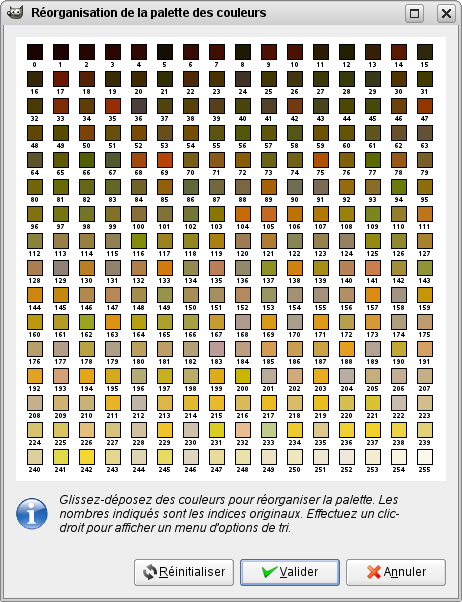 Réorganisation de la palette des couleurs
0 1 2 3 4 5 6 7 8 9 10 11 12 13 14 15
16 17 18 19 20 21 22 23 24 25 26 27 28 29 30 31
32 33 34 35 36 37 38 39 40 41 42 43 44 45 46 47
48 49 50 51 52 53 54 55 56 57 58 59 60 61 62 63
64 65 66 67 68 69 70 71 72 73 74 75 76 77 78 79
80 81 82 83 84 85 86 87 88 89 90 91 92 93 94 95
96 97 98 99 100 101 102 103 104 105 106 107 108 109 110 111
112 113 114 115 116 117 118 119 120 121 122 123 124 125 126 127
128 129 130 131 132 133 134 135 136 137 138 139 140 141 142 143
144 145 146 147 148 149 150 151 152 153 154 155 156 157 158 159
160 161 162 163 164 165 166 167 168 169 170 171 172 173 174 175
176 177 178 179 180 181 182 183 184 185 186 187 188 189 190 191
192 193 194 195 196 197 198 199 200 201 202 203 204 205 206 207
208 209 210 211 212 213 214 215 216 217 218 219 220 221 222 223
224 225 226 227 228 229 230 231 232 233 234 235 236 237 238 239
240 241 242 243 244 245 246 247 248 249 250 251 252 253 254 255
Glissez-déposez des couleurs pour réorganiser la palette. Les
nombres indiqués sont les indices originaux. Effectuez un clic-
droit pour afficher un menu d'options de tri.
Réinitialiser Valider Annuler